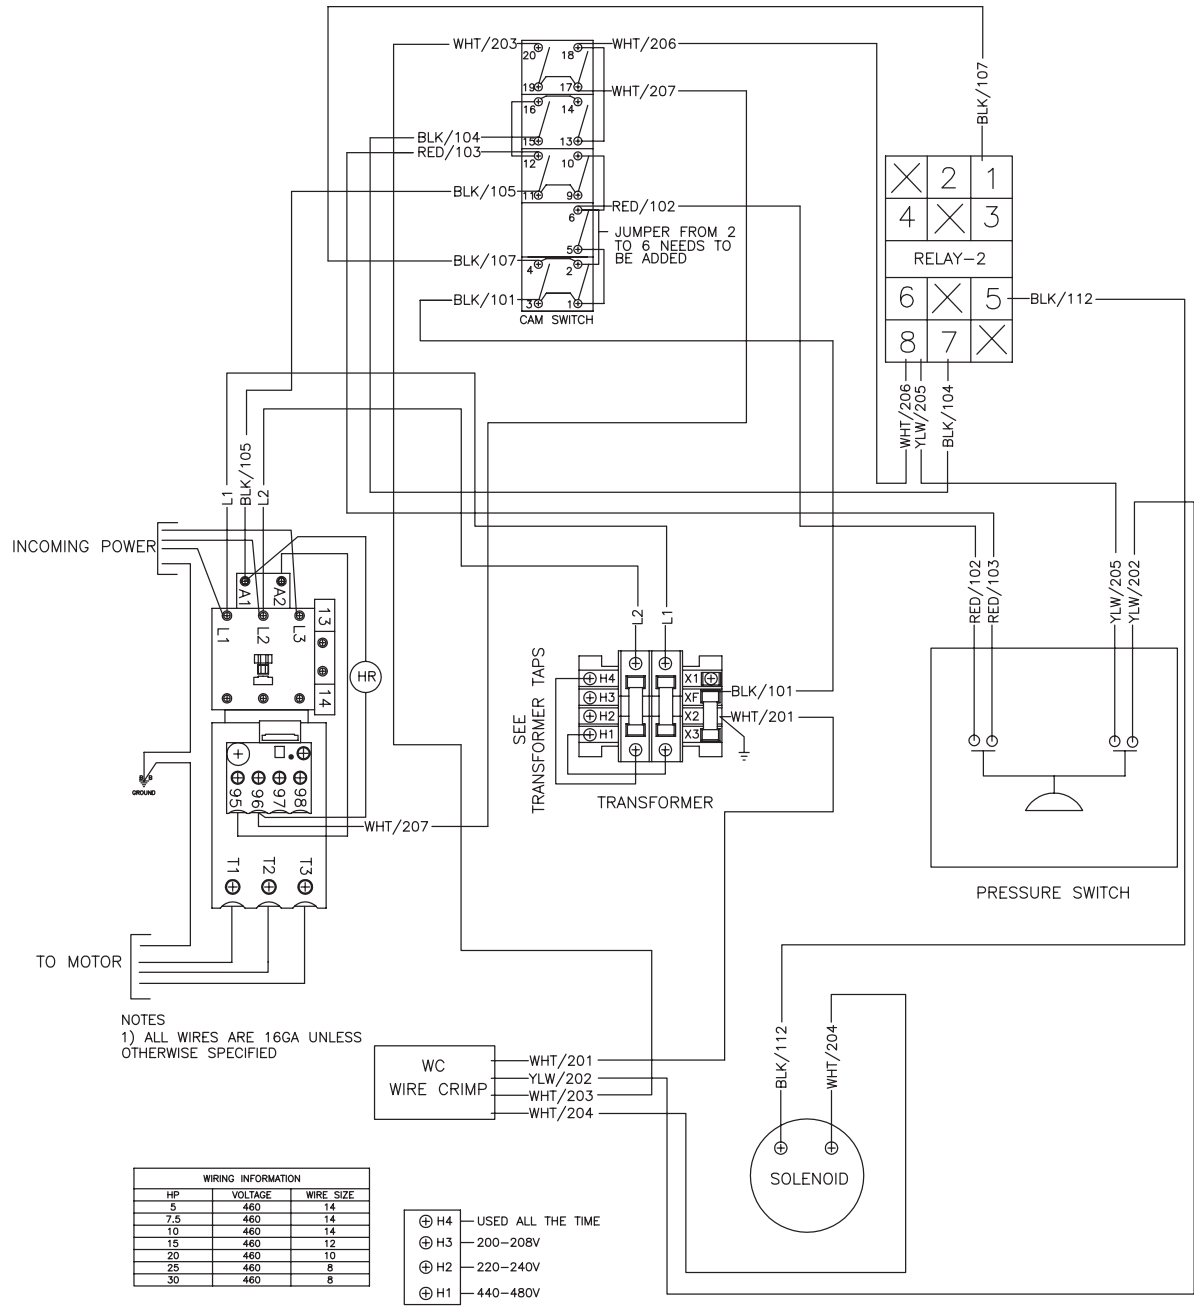 WHT/203
20
18
WHT/206
19
17
WHT/207
16
14
BLK/104
15
13
RED/103
12
10
BLK/105
11
9
6
RED/102
5
JUMPER FROM 2
TO 6 NEEDS TO
BE ADDED
BLK/107
4
2
BLK/101
3
1
CAM SWITCH
BLK/107
2
1
4
3
RELAY-2
6
5
BLK/112
8
7
WHT/206
YLW/205
BLK/104
L1
BLK/105
L2
INCOMING POWER
A1
A2
L1
L2
L3
13
14
HR
95
96
97
98
WHT/207
GROUND
T1
T2
T3
TO MOTOR
NOTES
1) ALL WIRES ARE 16GA UNLESS
OTHERWISE SPECIFIED
L2
L1
SEE
TRANSFORMER TAPS
H4
H3
H2
H1
X1
XF
X2
X3
BLK/101
WHT/201
TRANSFORMER
RED/102
RED/103
YLW/205
YLW/202
PRESSURE SWITCH
WC
WIRE CRIMP
WHT/201
YLW/202
WHT/203
WHT/204
BLK/112
WHT/204
SOLENOID
WIRING INFORMATION
HP VOLTAGE WIRE SIZE
5 460 14
7.5 460 14
10 460 14
15 460 12
20 460 10
25 460 8
30 460 8
H4 USED ALL THE TIME
H3 200-208V
H2 220-240V
H1 440-480V